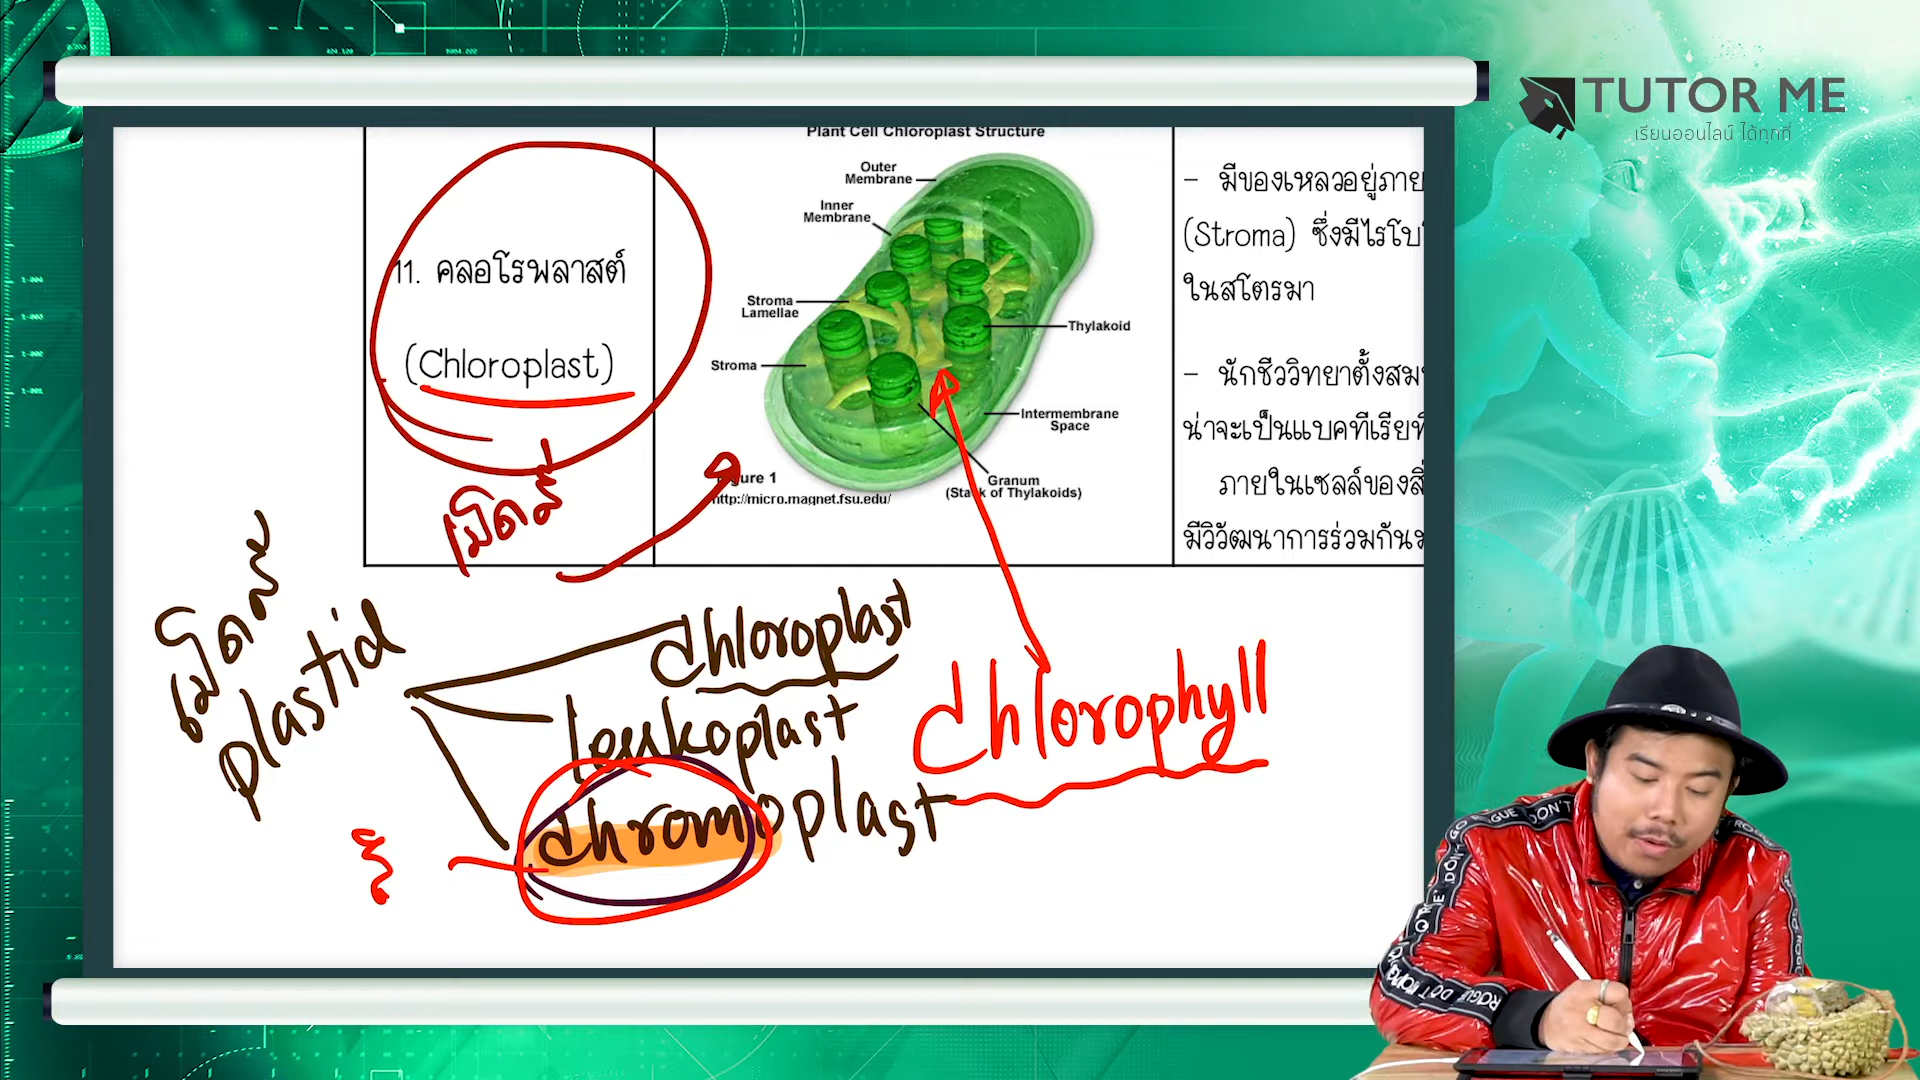 TUTOR ME
เรียนออนไลน์ ได้ทุกที่
Plant Cell Chloroplast Structure
Outer
Membrane
Inner
Membrane
Stroma
Lamellae
Stroma
Thylakoid
Intermembrane
Space
Granum
(Stack of Thylakoids)
Figure 1
http://micro.magnet.fsu.edu/
11. คลอโรพลาสต์
(Chloroplast)
- มีของเหลวอยู่ภาย
(Stroma) ซึ่งมีไรโบ
ในสโตรมา
- นักชีววิทยาตั้งสม
น่าจะเป็นแบคทีเรีย
ภายในเซลล์ของ
มีวิวัฒนาการร่วมกัน
เม็ดสี
เม็ดสี
plastid
Chloroplast
leukoplast
Chromoplast
สี
Chlorophyll